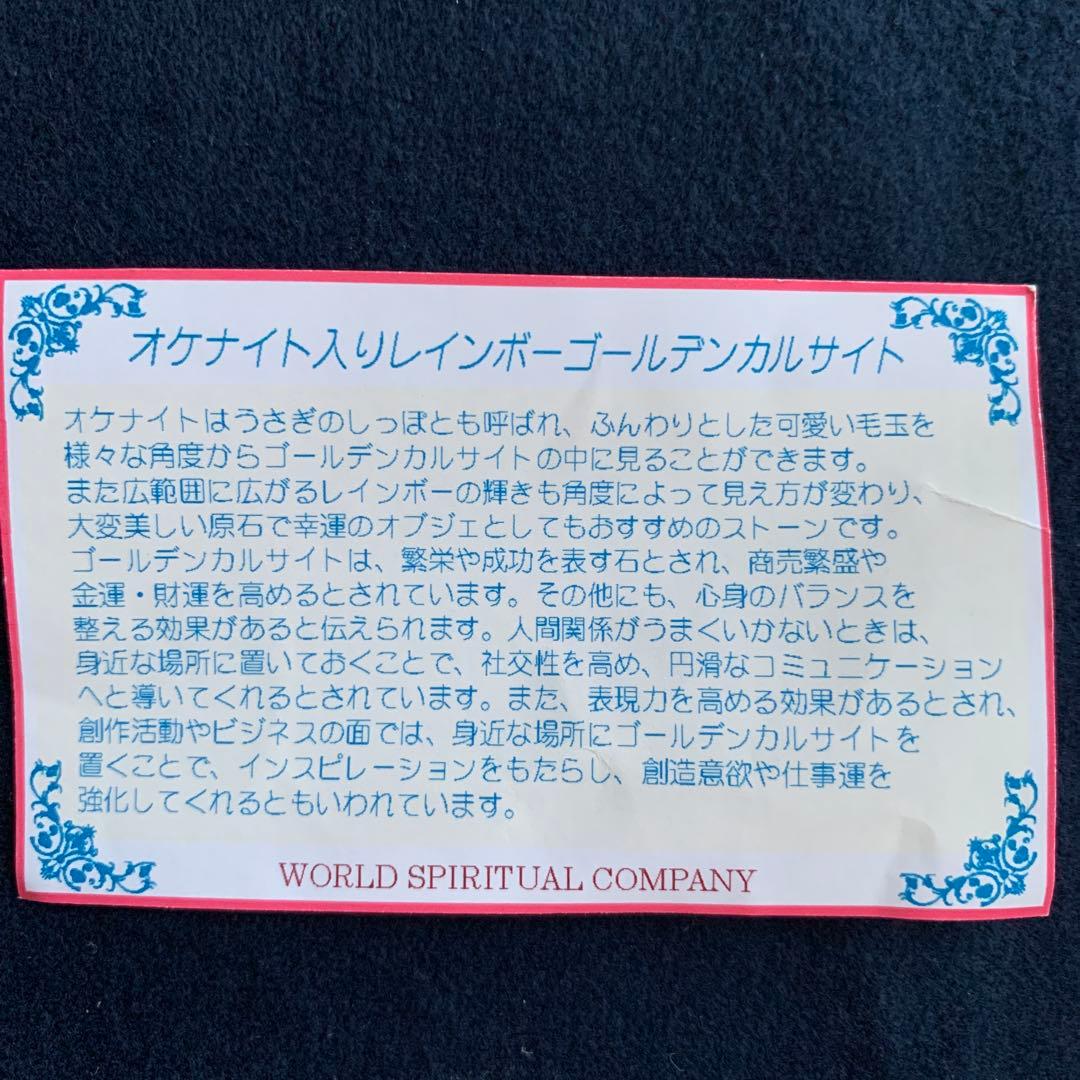 オケナイト入りレインボーゴールデンカルサイト
オケナイトはうさぎのしっぽとも呼ばれ、ふんわりとした可愛い毛玉を
様々な角度からゴールデンカルサイトの中に見ることができます。
また広範囲に広がるレインボーの輝きも角度によって見え方が変わり、
大変美しい原石で幸運のオブジェとしてもおすすめのストーンです。
ゴールデンカルサイトは、繁栄や成功を表す石とされ、商売繁盛や
金運・財運を高めるとされています。その他にも、心身のバランスを
整える効果があると伝えられます。人間関係がうまくいかないときは、
身近な場所に置いておくことで、社交性を高め、円滑なコミュニケーション
へと導いてくれるとされています。また、表現力を高める効果があるとされ、
創作活動やビジネスの面では、身近な場所にゴールデンカルサイトを
置くことで、インスピレーションをもたらし、創造意欲や仕事運を
強化してくれるともいわれています。
WORLD SPIRITUAL COMPANY